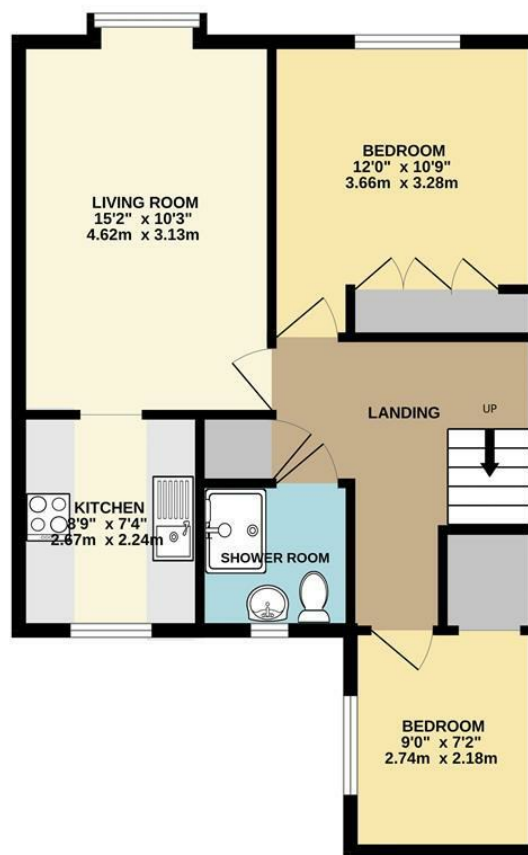 BEDROOM
12'0" x 10'9"
3.66m x 3.28m
LIVING ROOM
15'2" x 10'3"
4.62m x 3.13m
LANDING
UP
KITCHEN
8'9" x 7'4"
2.67m x 2.24m
SHOWER ROOM
BEDROOM
9'0" x 7'2"
2.74m x 2.18m